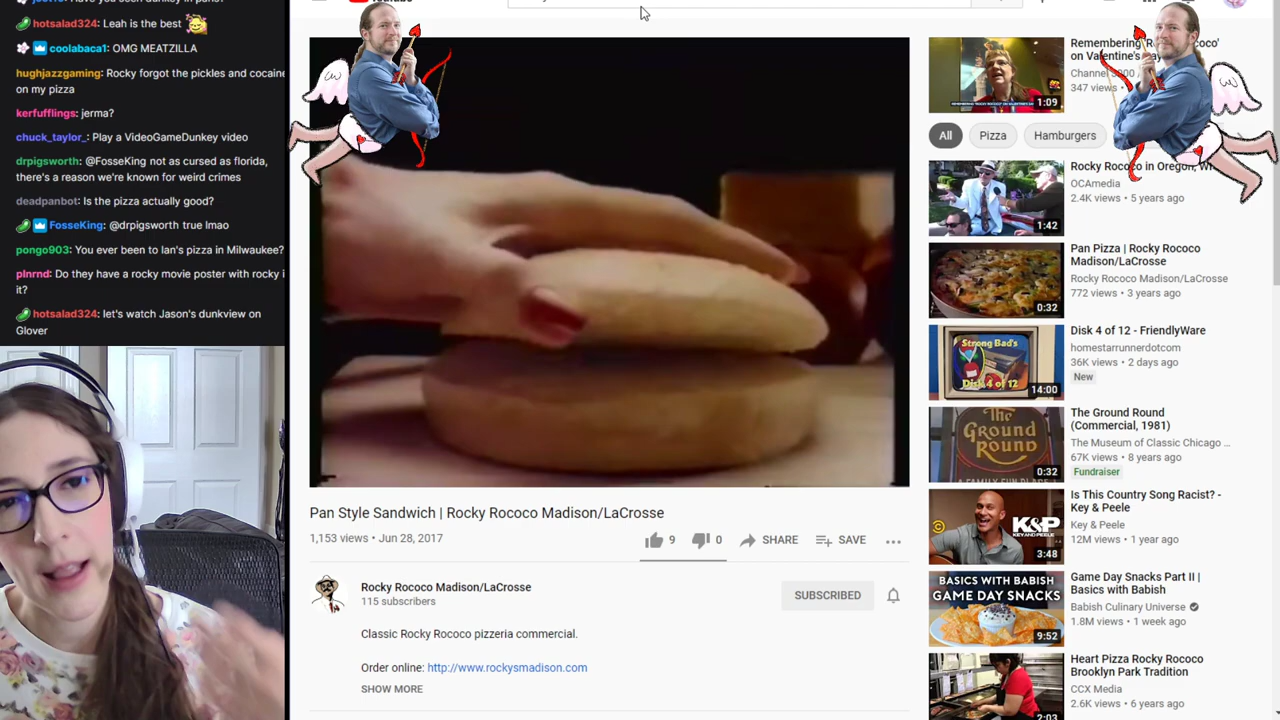 hotsalad324: Leah is the best
coolabaca1: OMG MEATZILLA
hughjazzgaming: Rocky forgot the pickles and cocaine
on my pizza
kerfufflings: jerma?
chuck_taylor_: Play a VideoGameDunkey video
drpigsworth: @FosseKing not as cursed as florida,
there's a reason we're known for weird crimes
deadpanbot: Is the pizza actually good?
FosseKing: @drpigsworth true lmao
pongo903: You ever been to Ian's pizza in Milwaukee?
plnrnd: Do they have a rocky movie poster with rocky i
it?
hotsalad324: let's watch Jason's dunkview on
Glover
Pan Style Sandwich | Rocky Rococo Madison/LaCrosse
1,153 views • Jun 28, 2017
9
0
SHARE
SAVE
Rocky Rococo Madison/LaCrosse
115 subscribers
SUBSCRIBED
Classic Rocky Rococo pizzeria commercial.
Order online: http://www.rockysmadison.com
SHOW MORE
Remembering
on Valentine's
347 views
1:09
All
Pizza
Hamburgers
Rocky Rococo in Oregon,
OCAmedia
2.4K views • 5 years ago
1:42
Pan Pizza | Rocky Rococo
Madison/LaCrosse
Rocky Rococo Madison/LaCrosse
772 views • 3 years ago
0:32
Disk 4 of 12 - FriendlyWare
homestarrunnerdotcom
36K views • 2 days ago
New
Strong Bad's
Disk 4 of 12
14:00
The Ground Round
(Commercial, 1981)
The Museum of Classic Chicago ...
67K views • 8 years ago
Fundraiser
The
Ground
Round
0:32
Is This Country Song Racist? -
Key & Peele
Key & Peele
12M views • 1 year ago
K&P
KEY AND PEELE
3:48
Game Day Snacks Part II |
Basics with Babish
Babish Culinary Universe
1.8M views • 1 week ago
BASICS WITH BABISH
GAME DAY SNACKS
9:52
Heart Pizza Rocky Rococo
Brooklyn Park Tradition
CCX Media
2.6K views • 6 years ago
2:03